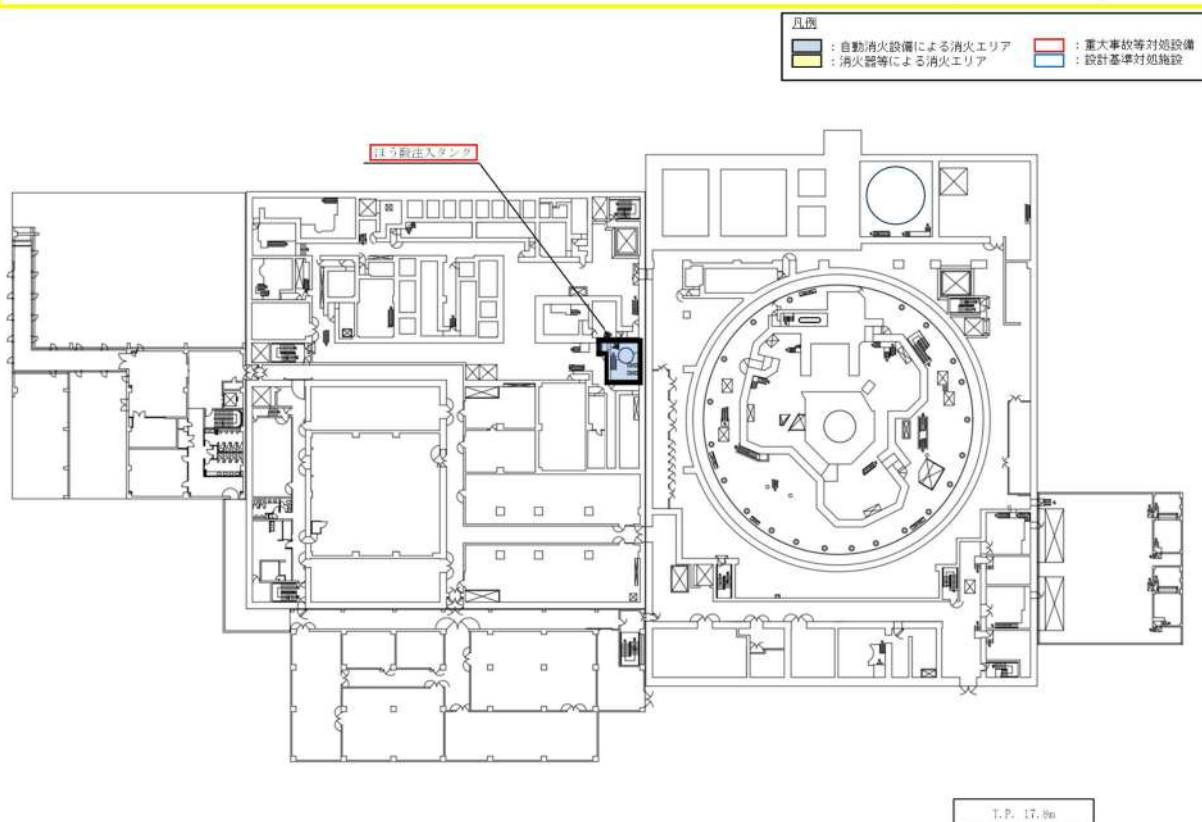 凡例
：自動消火設備による消火エリア
：重大事故等対処設備
：消火器等による消火エリア
：設計基準対処施設
ほう酸注入タンク
T.P. 17.8m